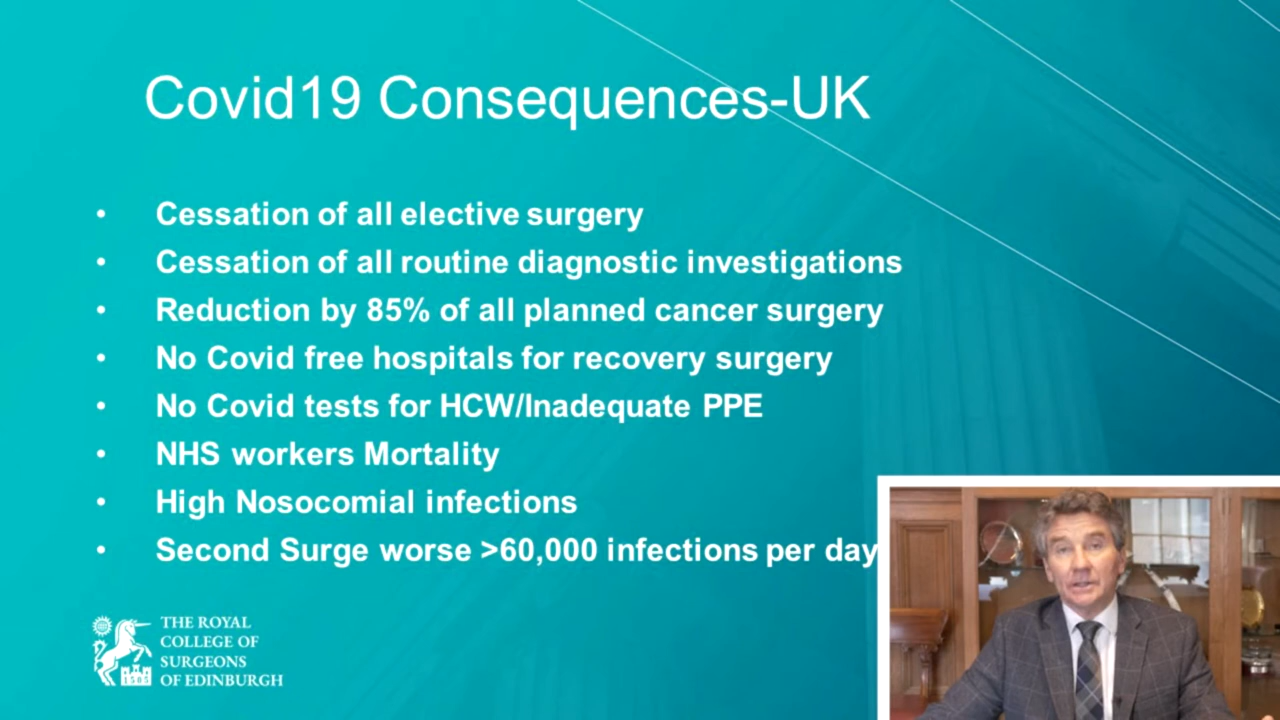 Covid19 Consequences-UK
• Cessation of all elective surgery
• Cessation of all routine diagnostic investigations
• Reduction by 85% of all planned cancer surgery
• No Covid free hospitals for recovery surgery
• No Covid tests for HCW/Inadequate PPE
• NHS workers Mortality
• High Nosocomial infections
• Second Surge worse >60,000 infections per day
THE ROYAL
COLLEGE OF
SURGEONS
OF EDINBURGH